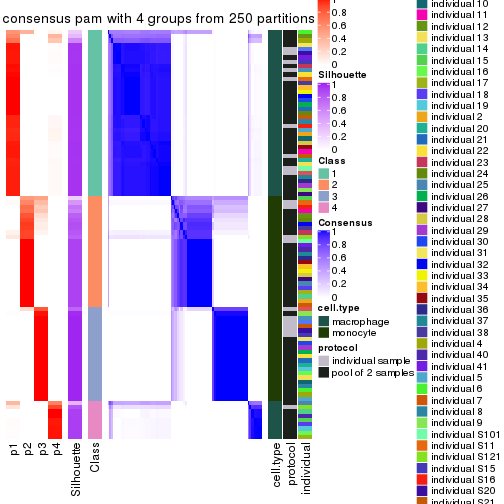 consensus pam with 4 groups from 250 partitions
p1
p2
p3
p4
Silhouette
Class
cell.type
protocol
individual
0.8
0.6
0.4
0.2
0
Silhouette
1
0.8
0.6
0.4
0.2
0
Class
1
2
3
4
Consensus
1
0.8
0.6
0.4
0.2
0
cell.type
macrophage
monocyte
protocol
individual sample
pool of 2 samples
individual 10
individual 11
individual 12
individual 13
individual 14
individual 15
individual 16
individual 17
individual 18
individual 19
individual 2
individual 20
individual 21
individual 22
individual 23
individual 24
individual 25
individual 26
individual 27
individual 28
individual 29
individual 30
individual 31
individual 32
individual 33
individual 34
individual 35
individual 36
individual 37
individual 38
individual 4
individual 40
individual 41
individual 5
individual 6
individual 7
individual 8
individual 9
individual S101
individual S11
individual S121
individual S15
individual S16
individual S20
individual S21